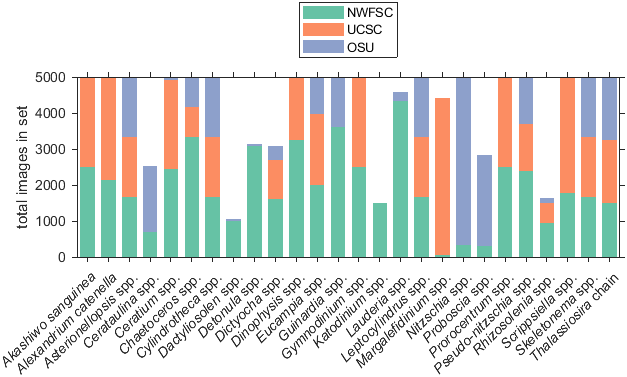 NWFSC
UCSC
OSU
total images in set
5000
4000
3000
2000
1000
0
Akashiwo sanguinea
Alexandrium catenella
Asterionellopsis spp.
Cerataulina spp.
Ceratium spp.
Chaetoceros spp.
Cylindrotheca spp.
Dactyliosolen spp.
Detonula spp.
Dictyocha spp.
Dinophysis spp.
Eucampia spp.
Guinardia spp.
Gymnodinium spp.
Katodinium spp.
Lauderia spp.
Leptocylindrus spp.
Margalefidinium spp.
Nitzschia spp.
Proboscia spp.
Prorocentrum spp.
Pseudo-nitzschia spp.
Rhizosolenia spp.
Scrippsiella spp.
Skeletonema spp.
Thalassiosira chain